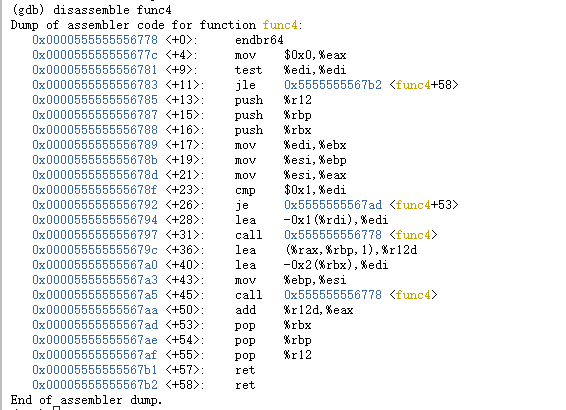 (gdb) disassemble func4
Dump of assembler code for function func4:
0x0000555555556778 <+0>: endbr64
0x000055555555677c <+4>: mov $0x0,%eax
0x0000555555556781 <+9>: test %edi,%edi
0x0000555555556783 <+11>: jle 0x5555555567b2 <func4+58>
0x0000555555556785 <+13>: push %r12
0x0000555555556787 <+15>: push %rbp
0x0000555555556788 <+16>: push %rbx
0x0000555555556789 <+17>: mov %edi,%ebx
0x000055555555678b <+19>: mov %esi,%ebp
0x000055555555678d <+21>: mov %esi,%eax
0x000055555555678f <+23>: cmp $0x1,%edi
0x0000555555556792 <+26>: je 0x5555555567ad <func4+53>
0x0000555555556794 <+28>: lea -0x1(%rdi),%edi
0x0000555555556797 <+31>: call 0x555555556778 <func4>
0x000055555555679c <+36>: lea (%rax,%rbp,1),%r12d
0x00005555555567a0 <+40>: lea -0x2(%rbx),%edi
0x00005555555567a3 <+43>: mov %ebp,%esi
0x00005555555567a5 <+45>: call 0x555555556778 <func4>
0x00005555555567aa <+50>: add %r12d,%eax
0x00005555555567ad <+53>: pop %rbx
0x00005555555567ae <+54>: pop %rbp
0x00005555555567af <+55>: pop %r12
0x00005555555567b1 <+57>: ret
0x00005555555567b2 <+58>: ret
End of assembler dump.